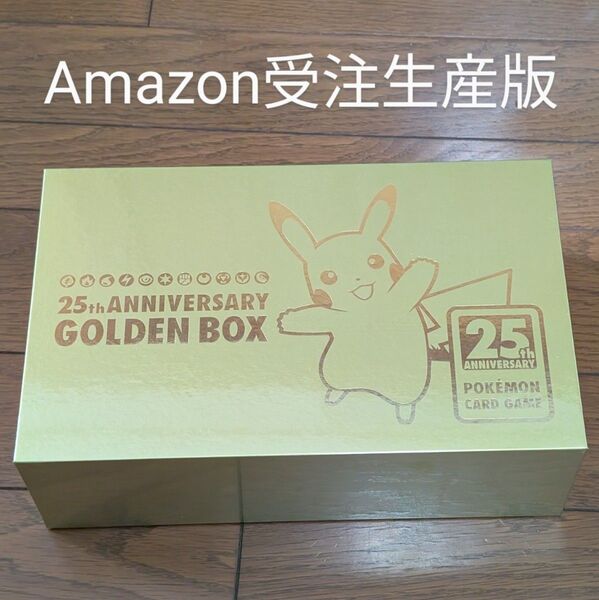 Amazon受注生産版
25th ANNIVERSARY
GOLDEN BOX
25th
ANNIVERSARY
POKÉMON
CARD GAME